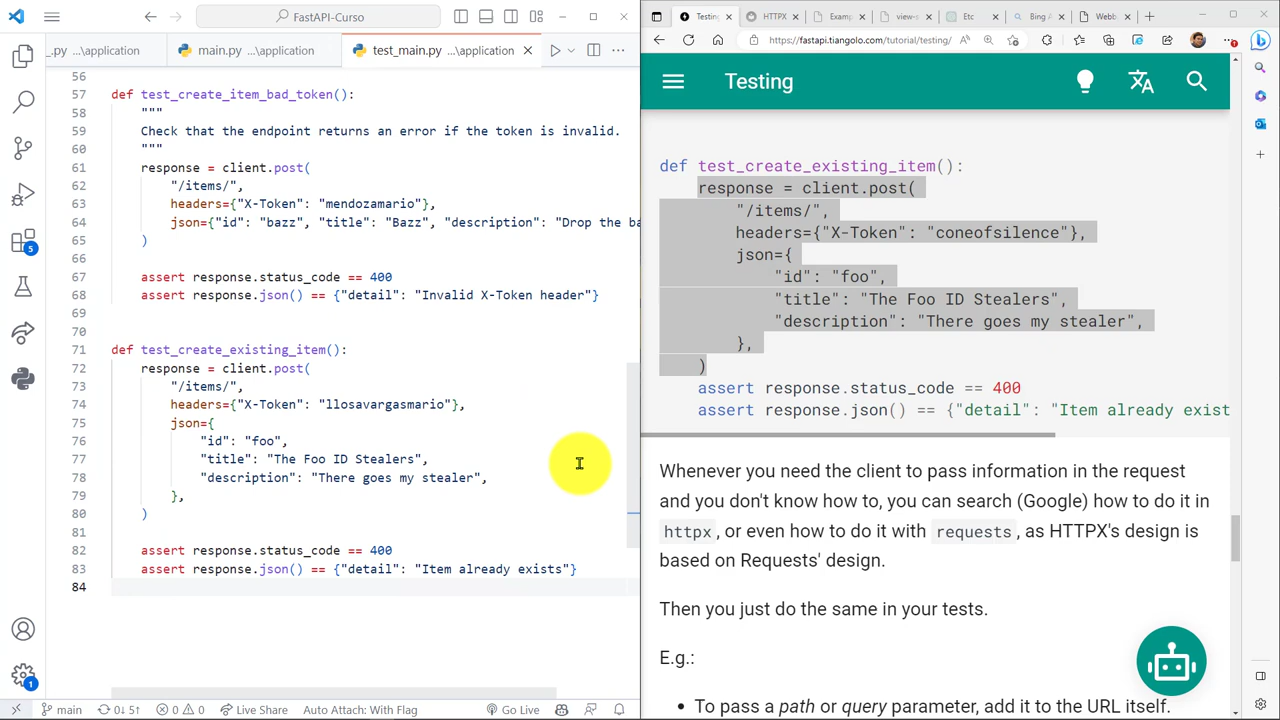 FastAPI-Curso
_.py ...\application
main.py ...\application
test_main.py ...\application
56
57 def test_create_item_bad_token():
58 """
59 Check that the endpoint returns an error if the token is invalid.
60 """
61 response = client.post(
62 "/items/",
63 headers={"X-Token": "mendozamario"},
64 json={"id": "bazz", "title": "Bazz", "description": "Drop the ba
65 )
66
67 assert response.status_code == 400
68 assert response.json() == {"detail": "Invalid X-Token header"}
69
70
71 def test_create_existing_item():
72 response = client.post(
73 "/items/",
74 headers={"X-Token": "llosavargasmario"},
75 json={
76 "id": "foo",
77 "title": "The Foo ID Stealers",
78 "description": "There goes my stealer",
79 },
80 )
81
82 assert response.status_code == 400
83 assert response.json() == {"detail": "Item already exists"}
84
5
1
main
0↓ 5↑
0
0
Live Share
Auto Attach: With Flag
Go Live
Testing
HTTPX
Examp
view-p
Etc
Bing A
Webb
https://fastapi.tiangolo.com/tutorial/testing/
Testing
def test_create_existing_item():
response = client.post(
"/items/",
headers={"X-Token": "coneofsilence"},
json={
"id": "foo",
"title": "The Foo ID Stealers",
"description": "There goes my stealer",
},
)
assert response.status_code == 400
assert response.json() == {"detail": "Item already exist
Whenever you need the client to pass information in the request
and you don't know how to, you can search (Google) how to do it in
httpx, or even how to do it with requests, as HTTPX's design is
based on Requests' design.
Then you just do the same in your tests.
E.g.:
• To pass a path or query parameter, add it to the URL itself.